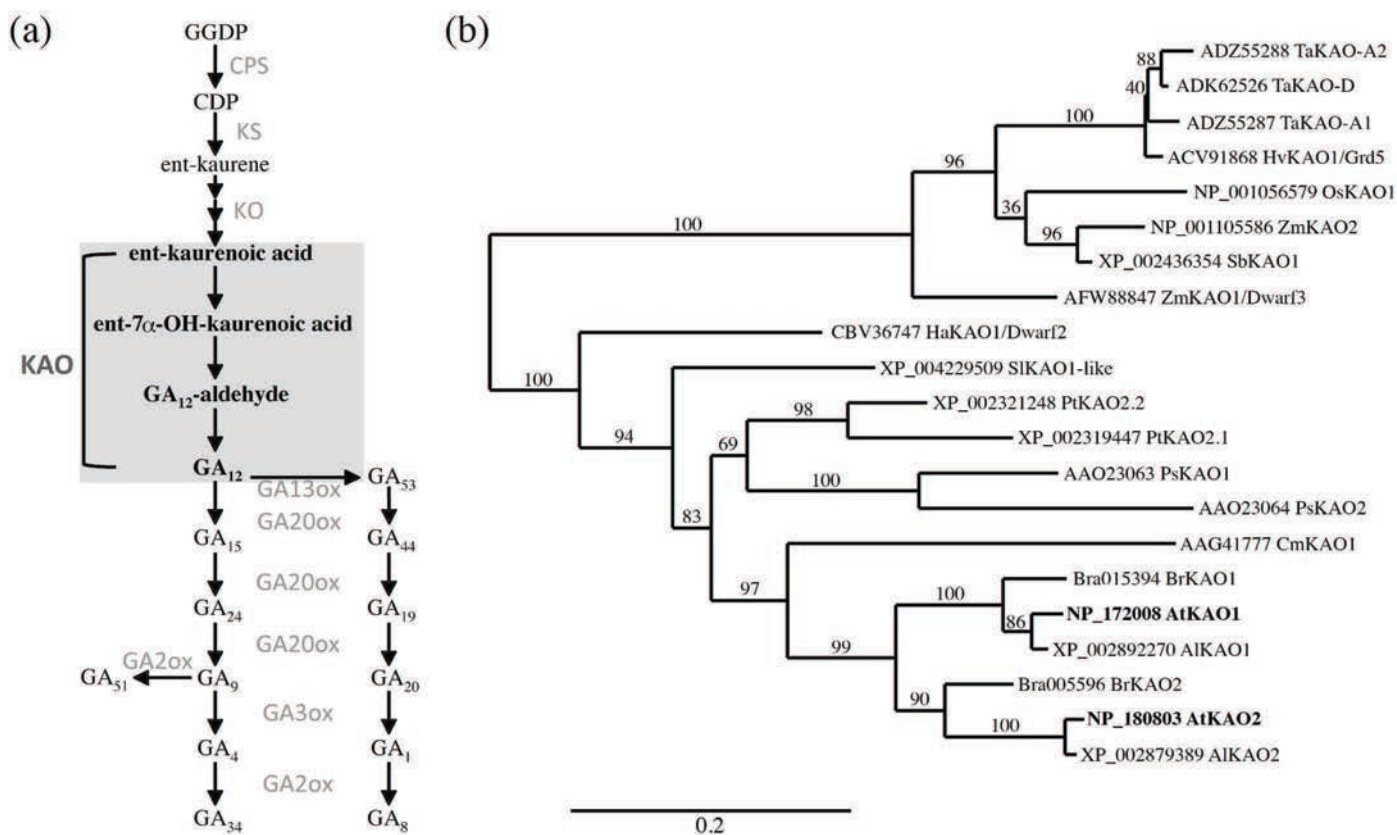 (a)
GGDP
CPS
CDP
KS
ent-kaurene
KO
ent-kaurenoic acid
ent-7α-OH-kaurenoic acid
KAO
GA12-aldehyde
GA12
GA13ox
GA53
GA20ox
GA15
GA44
GA20ox
GA24
GA19
GA20ox
GA2ox
GA51
GA9
GA20
GA3ox
GA4
GA1
GA2ox
GA34
GA8
(b)
88
ADZ55288 TaKAO-A2
ADK62526 TaKAO-D
40
100
ADZ55287 TaKAO-A1
ACV91868 HvKAO1/Grd5
96
NP_001056579 OsKAO1
36
NP_001105586 ZmKAO2
96
XP_002436354 SbKAO1
100
AFW88847 ZmKAO1/Dwarf3
CBV36747 HaKAO1/Dwarf2
100
XP_004229509 SlKAO1-like
98
XP_002321248 PtKAO2.2
94
69
XP_002319447 PtKAO2.1
AAO23063 PsKAO1
100
AAO23064 PsKAO2
83
AAG41777 CmKAO1
97
Bra015394 BrKAO1
100
NP_172008 AtKAO1
86
XP_002892270 AlKAO1
99
Bra005596 BrKAO2
90
NP_180803 AtKAO2
100
XP_002879389 AlKAO2
0.2